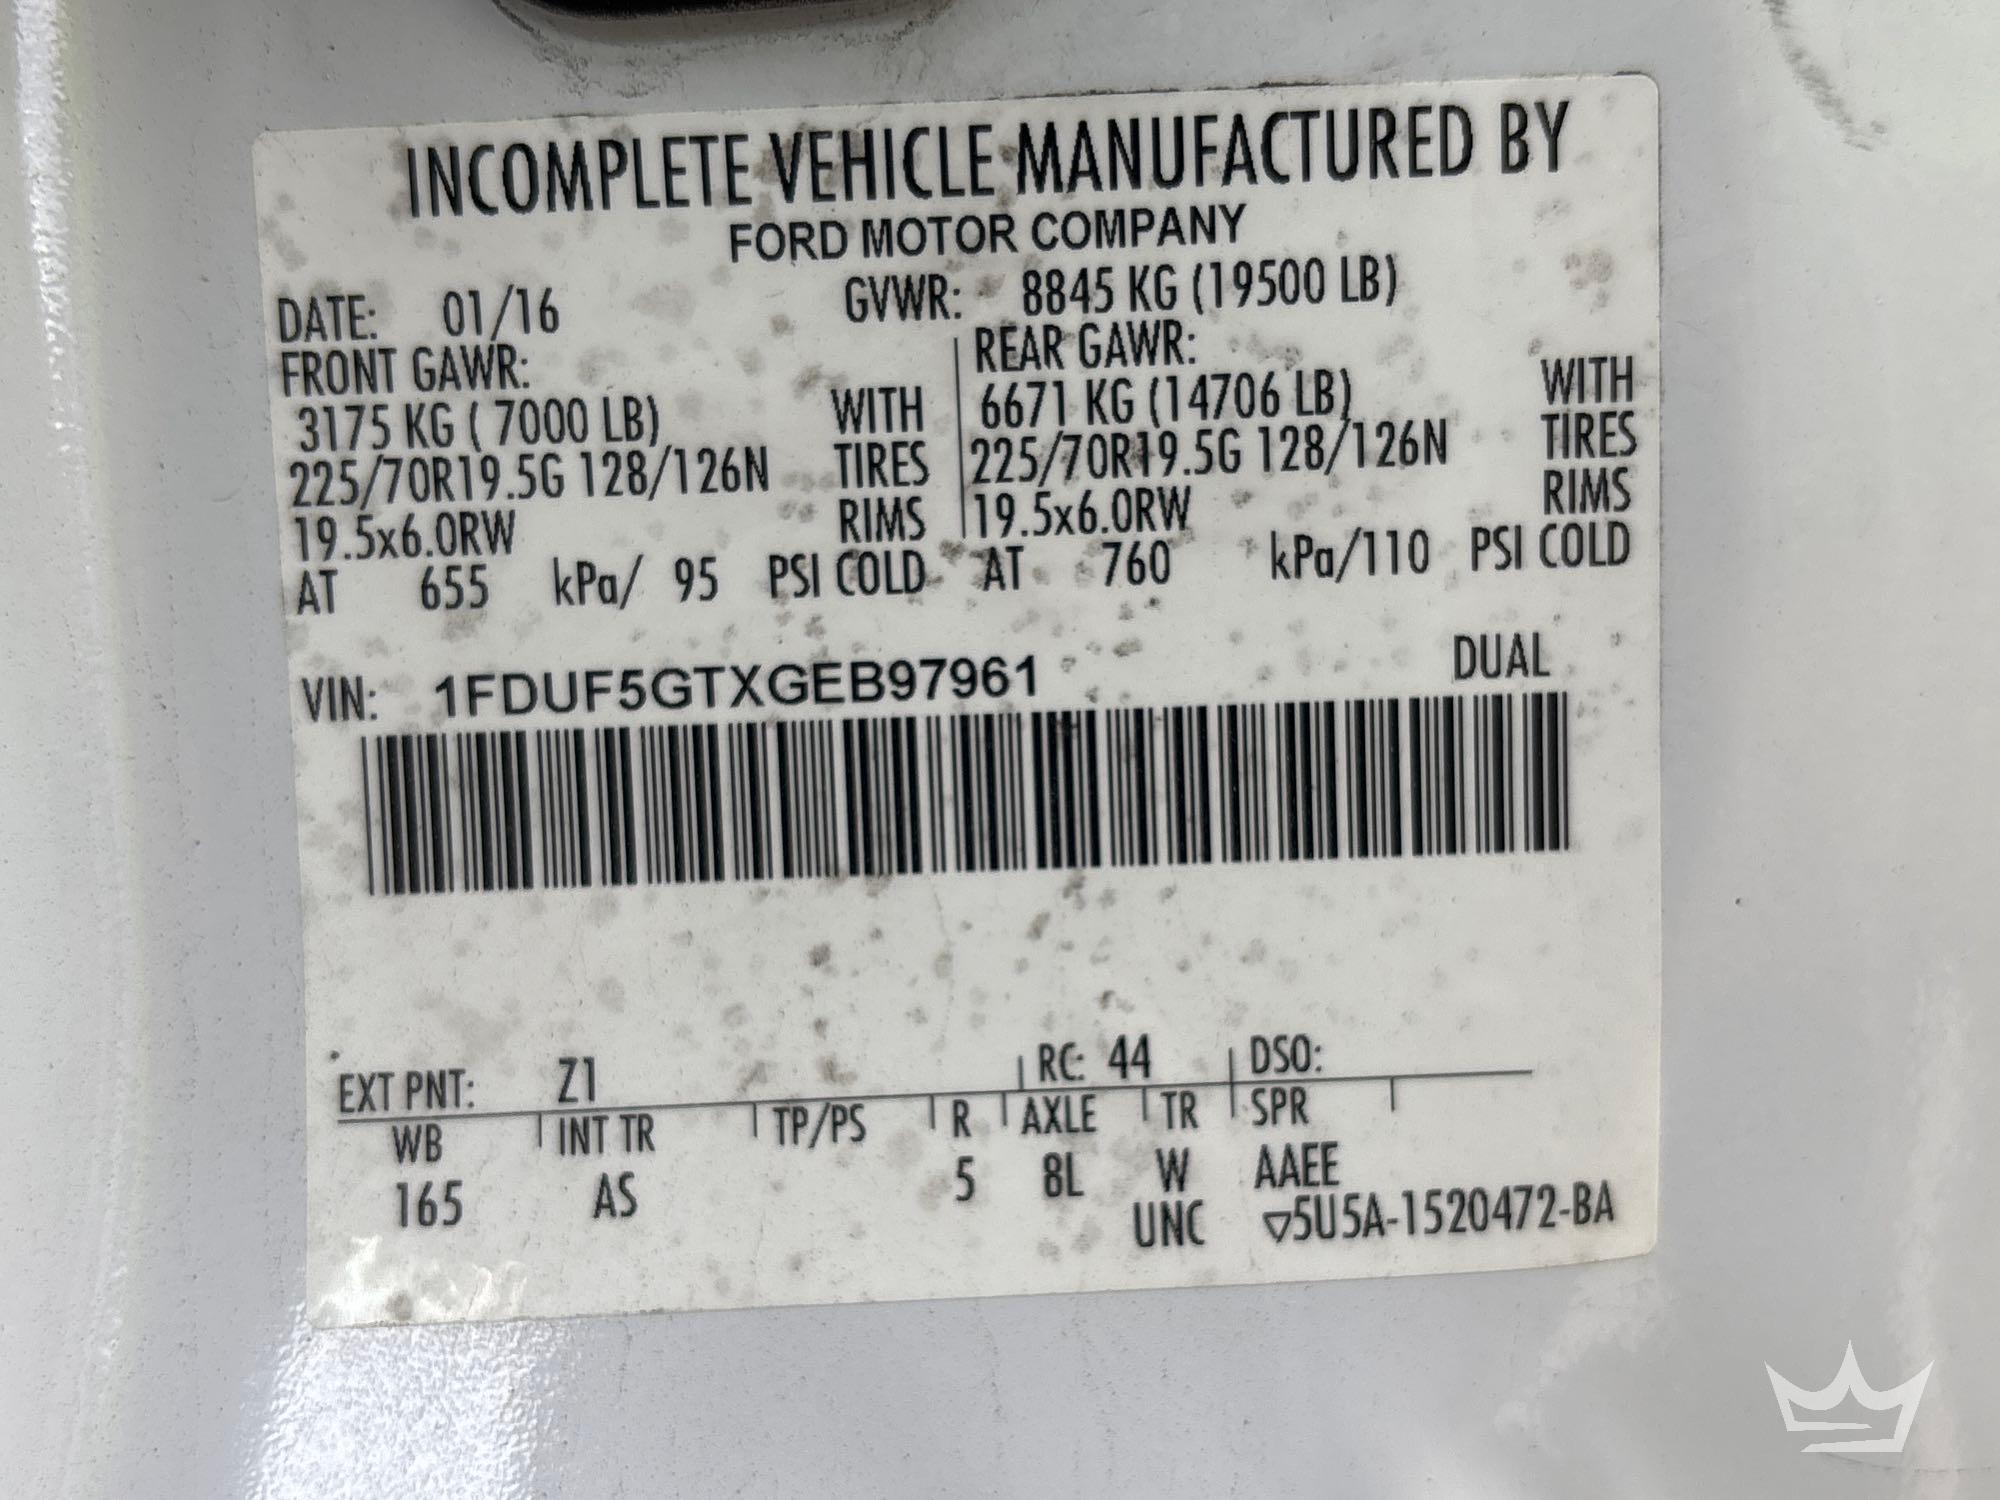 INCOMPLETE VEHICLE MANUFACTURED BY
FORD MOTOR COMPANY
DATE: 01/16 GVWR: 8845 KG (19500 LB)
FRONT GAWR: REAR GAWR:
3175 KG ( 7000 LB) WITH 6671 KG (14706 LB) WITH
225/70R19.5G 128/126N TIRES 225/70R19.5G 128/126N TIRES
19.5x6.0RW RIMS 19.5x6.0RW RIMS
AT 655 kPa/ 95 PSI COLD AT 760 kPa/110 PSI COLD
VIN: 1FDUF5GTXGEB97961 DUAL
EXT PNT: Z1 RC: 44 DSO:
WB INT TR TP/PS R AXLE TR SPR
165 AS 5 8L W AAEE
UNC ▽5U5A-1520472-BA